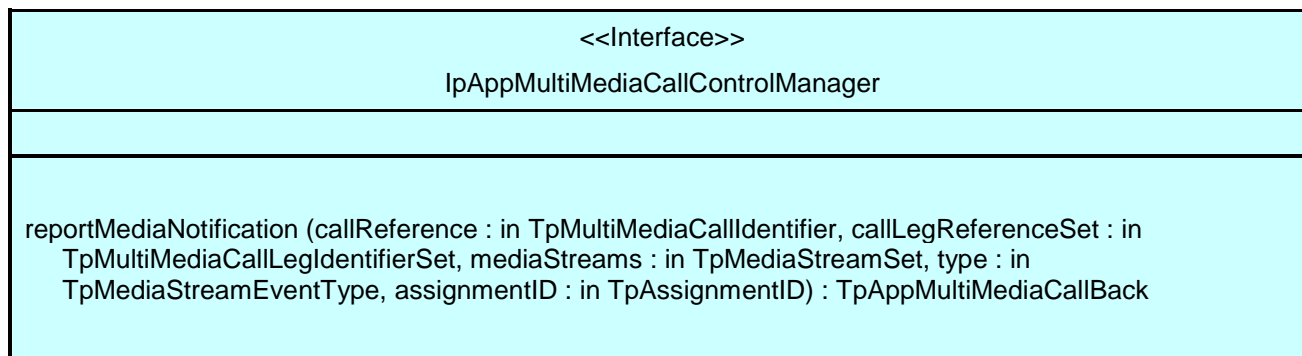 <<Interface>>
IpAppMultiMediaCallControlManager
reportMediaNotification (callReference : in TpMultiMediaCallIdentifier, callLegReferenceSet : in
TpMultiMediaCallLegIdentifierSet, mediaStreams : in TpMediaStreamSet, type : in
TpMediaStreamEventType, assignmentID : in TpAssignmentID) : TpAppMultiMediaCallBack